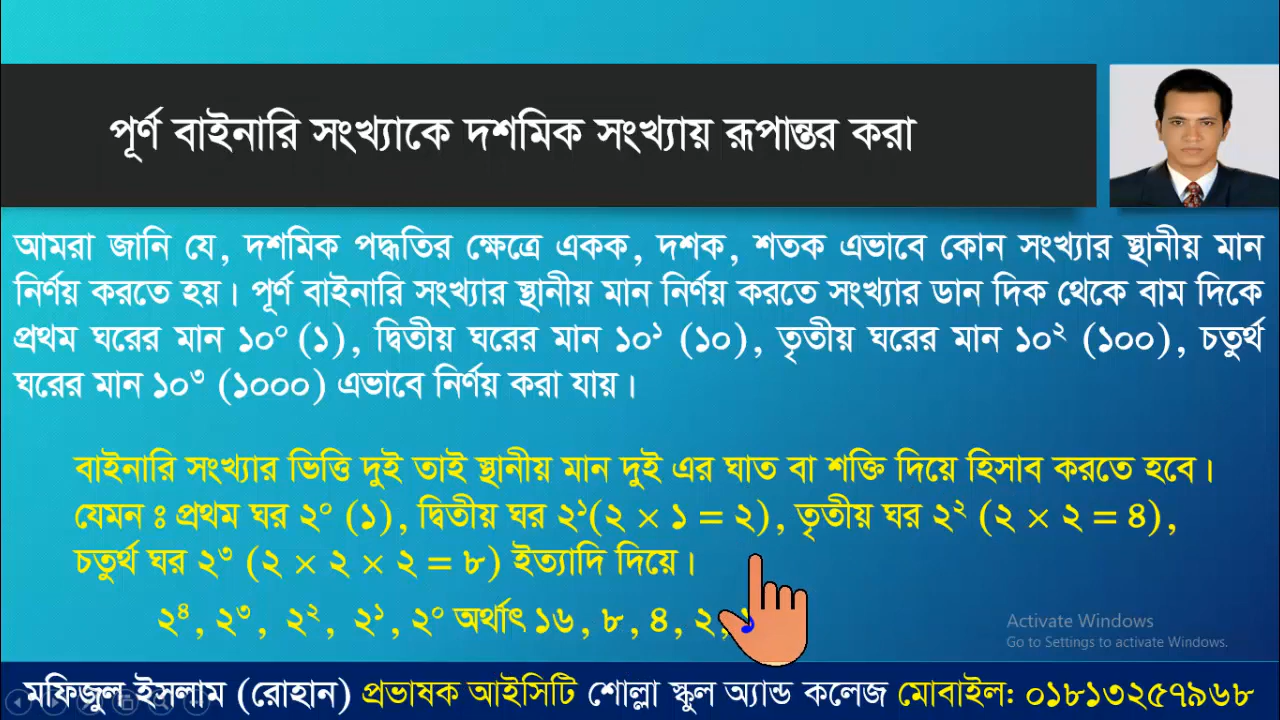 পূর্ণ বাইনারি সংখ্যাকে দশমিক সংখ্যায় রূপান্তর করা
আমরা জানি যে, দশমিক পদ্ধতির ক্ষেত্রে একক, দশক, শতক এভাবে কোন সংখ্যার স্থানীয় মান
নির্ণয় করতে হয়। পূর্ণ বাইনারি সংখ্যার স্থানীয় মান নির্ণয় করতে সংখ্যার ডান দিক থেকে বাম দিকে
প্রথম ঘরের মান ১০⁰ (১), দ্বিতীয় ঘরের মান ১০¹ (১০), তৃতীয় ঘরের মান ১০² (১০০), চতুর্থ
ঘরের মান ১০³ (১০০০) এভাবে নির্ণয় করা যায়।
বাইনারি সংখ্যার ভিত্তি দুই তাই স্থানীয় মান দুই এর ঘাত বা শক্তি দিয়ে হিসাব করতে হবে।
যেমন ঃ প্রথম ঘর ২⁰ (১), দ্বিতীয় ঘর ২¹(২ × ১ = ২), তৃতীয় ঘর ২² (২ × ২ = ৪),
চতুর্থ ঘর ২³ (২ × ২ × ২ = ৮) ইত্যাদি দিয়ে।
২⁴, ২³, ২², ২¹, ২⁰ অর্থাৎ ১৬, ৮, ৪, ২, ১
Activate Windows
Go to Settings to activate Windows.
মফিজুল ইসলাম (রোহান) প্রভাষক আইসিটি শোল্লা স্কুল অ্যান্ড কলেজ মোবাইল: ০১৮১৩২৫৭৯৬৮